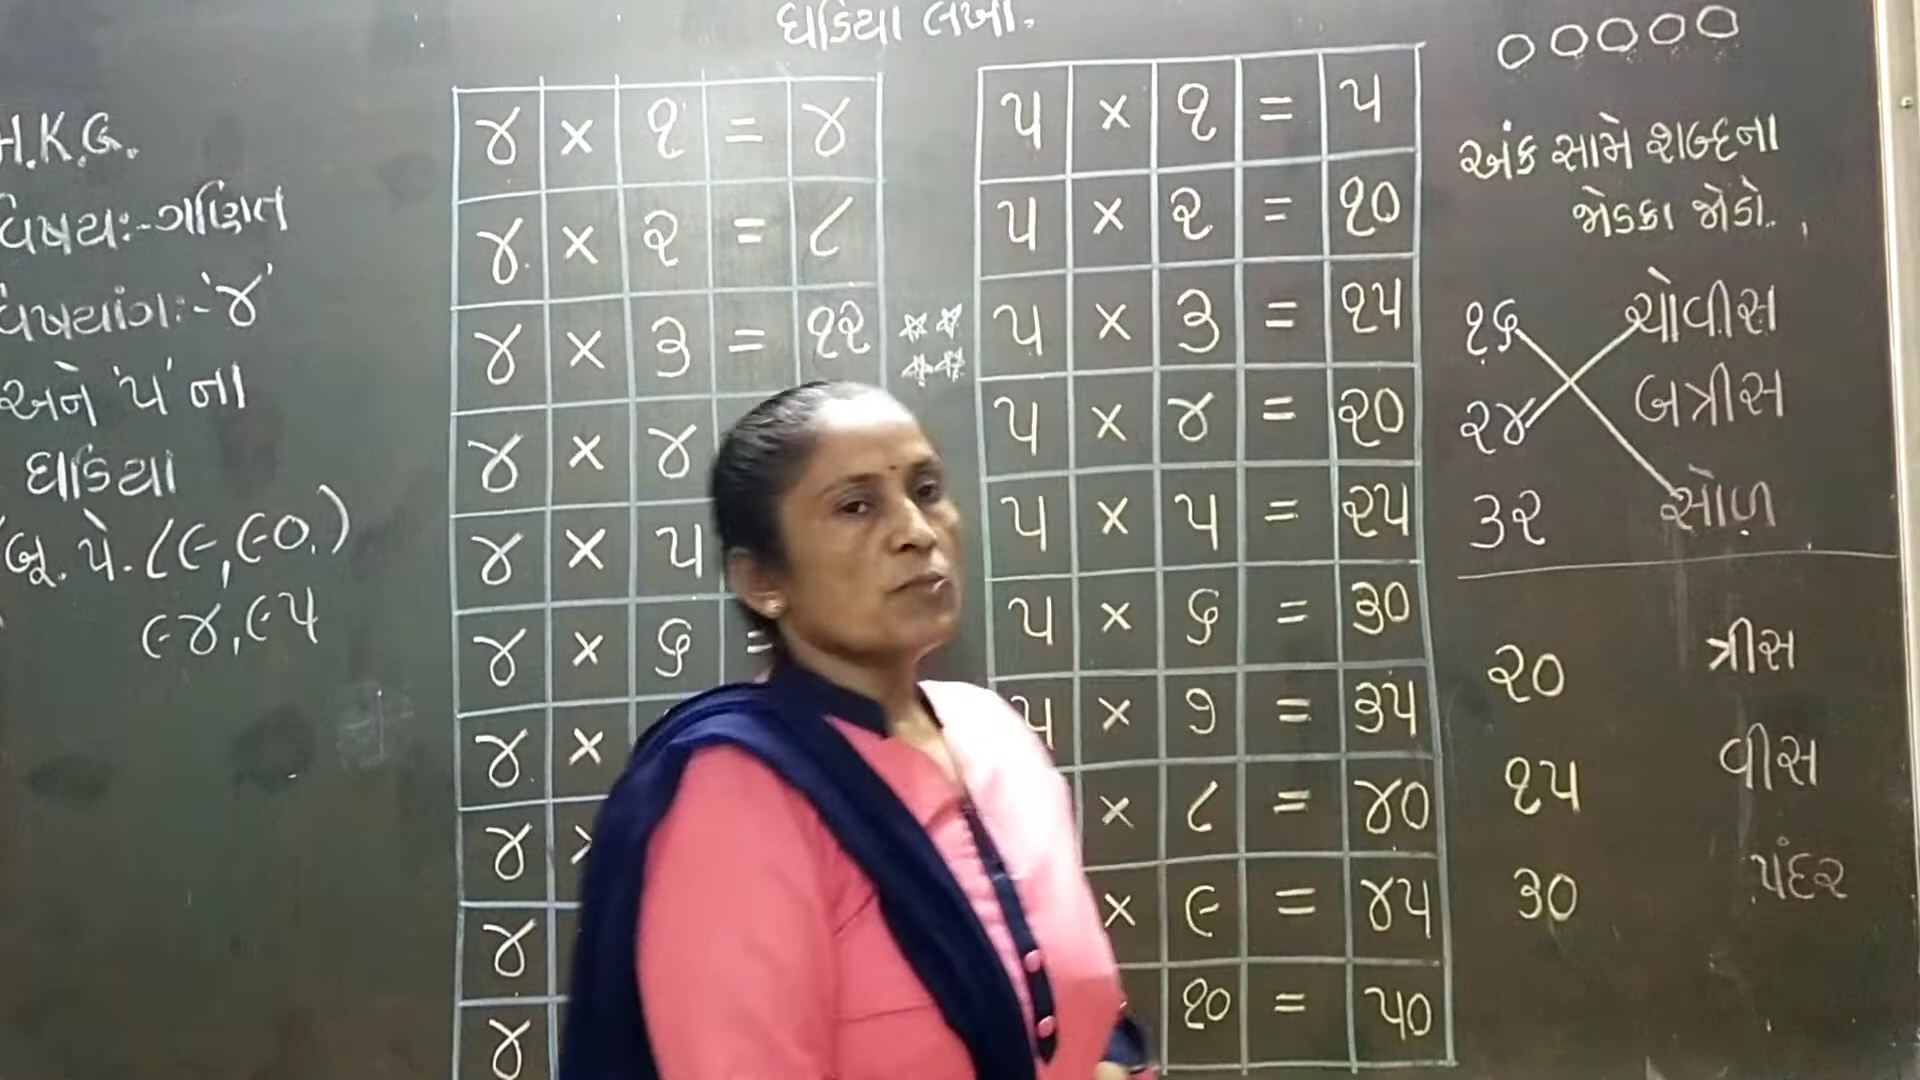 ઘડિયા લખો.
H.K.G.
વિષય:-ગણિત
વિષયાંગ:-'૪'
અને '૫' ના
ઘડિયા
(બૂ. પે. ૮૯,૯૦.)
૯૪,૯૫
૪ × ૧ = ૪
૪ × ૨ = ૮
૪ × ૩ = ૧૨
૪ × ૪
૪ × ૫
૪ × ૬ =
૪ ×
૪ ×
૪
૪
૫ × ૧ = ૫
૫ × ૨ = ૧૦
૫ × ૩ = ૧૫
૫ × ૪ = ૨૦
૫ × ૫ = ૨૫
૫ × ૬ = ૩૦
૫ × ૭ = ૩૫
× ૮ = ૪૦
× ૯ = ૪૫
૧૦ = ૫૦
૦૦૦૦૦
અંક સામે શબ્દના
જોડકા જોડો.
૧૬ ચોવીસ
૨૪ બત્રીસ
૩૨ સોળ
૨૦ ત્રીસ
૧૫ વીસ
૩૦ પંદર